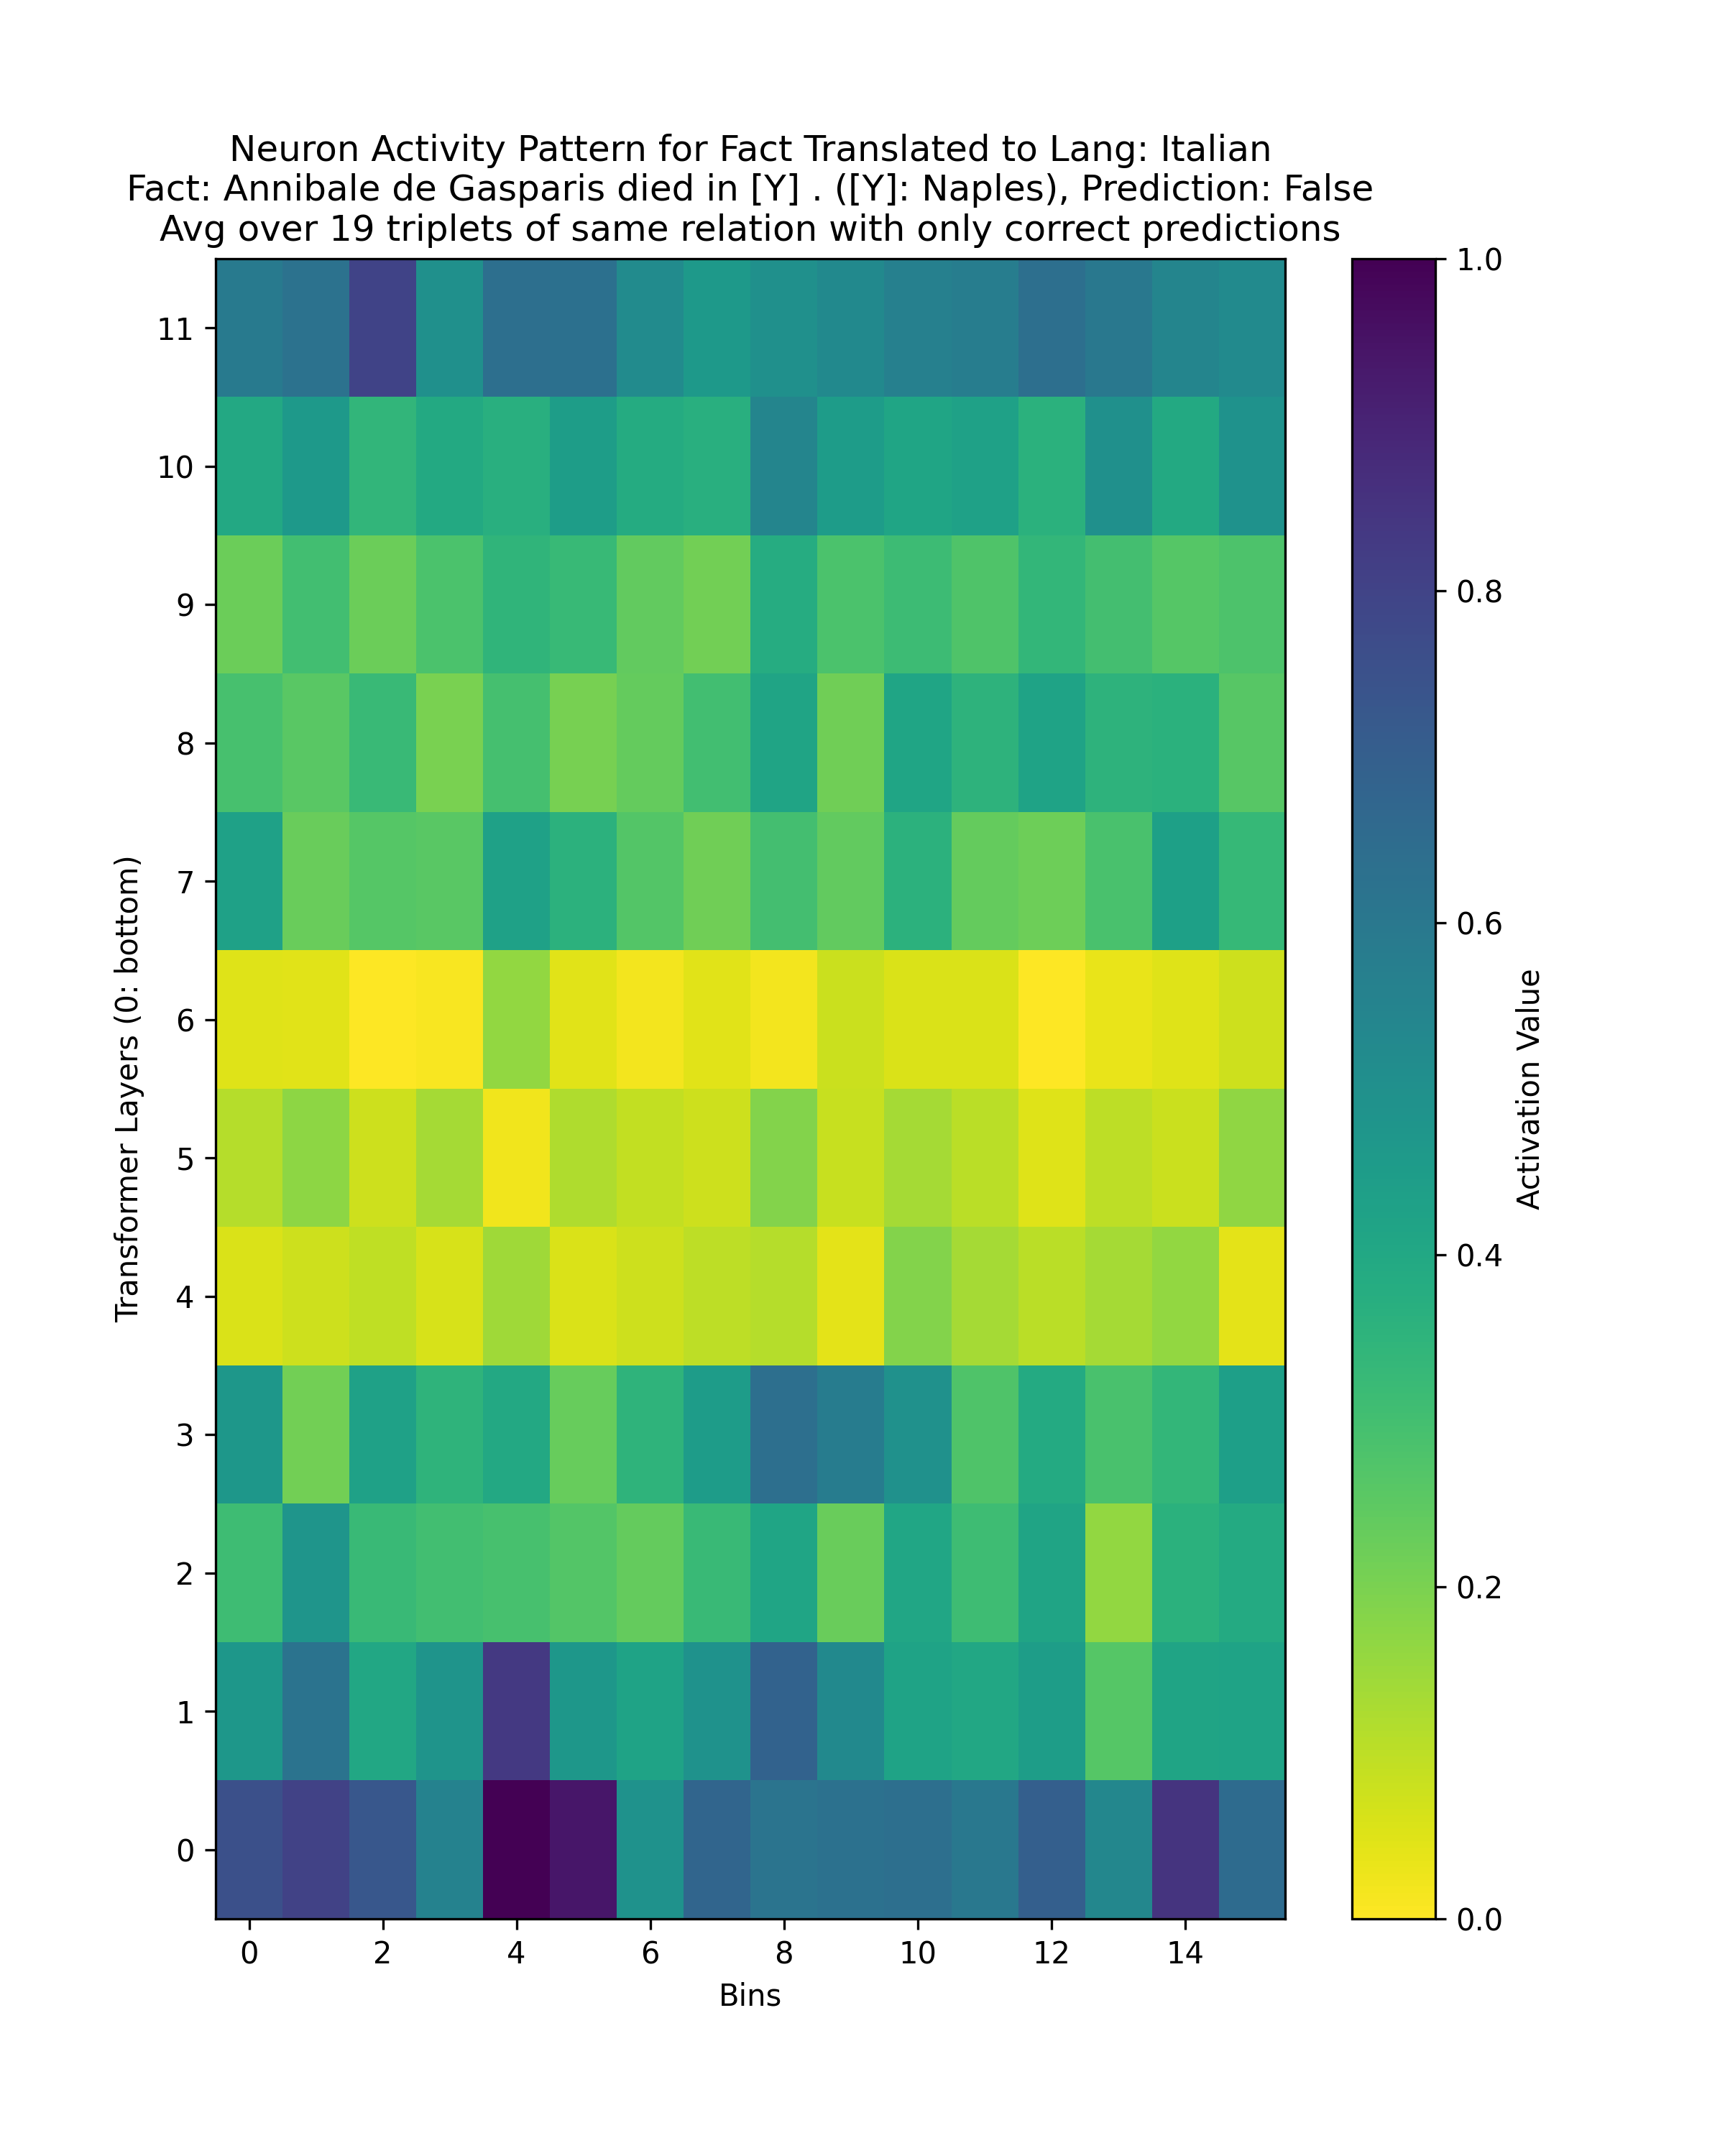 Neuron Activity Pattern for Fact Translated to Lang: Italian
Fact: Annibale de Gasparis died in [Y] . ([Y]: Naples), Prediction: False
Avg over 19 triplets of same relation with only correct predictions
11
10
9
8
7
6
5
4
3
2
1
0
Transformer Layers (0: bottom)
0 2 4 6 8 10 12 14
Bins
1.0
0.8
0.6
0.4
0.2
0.0
Activation Value